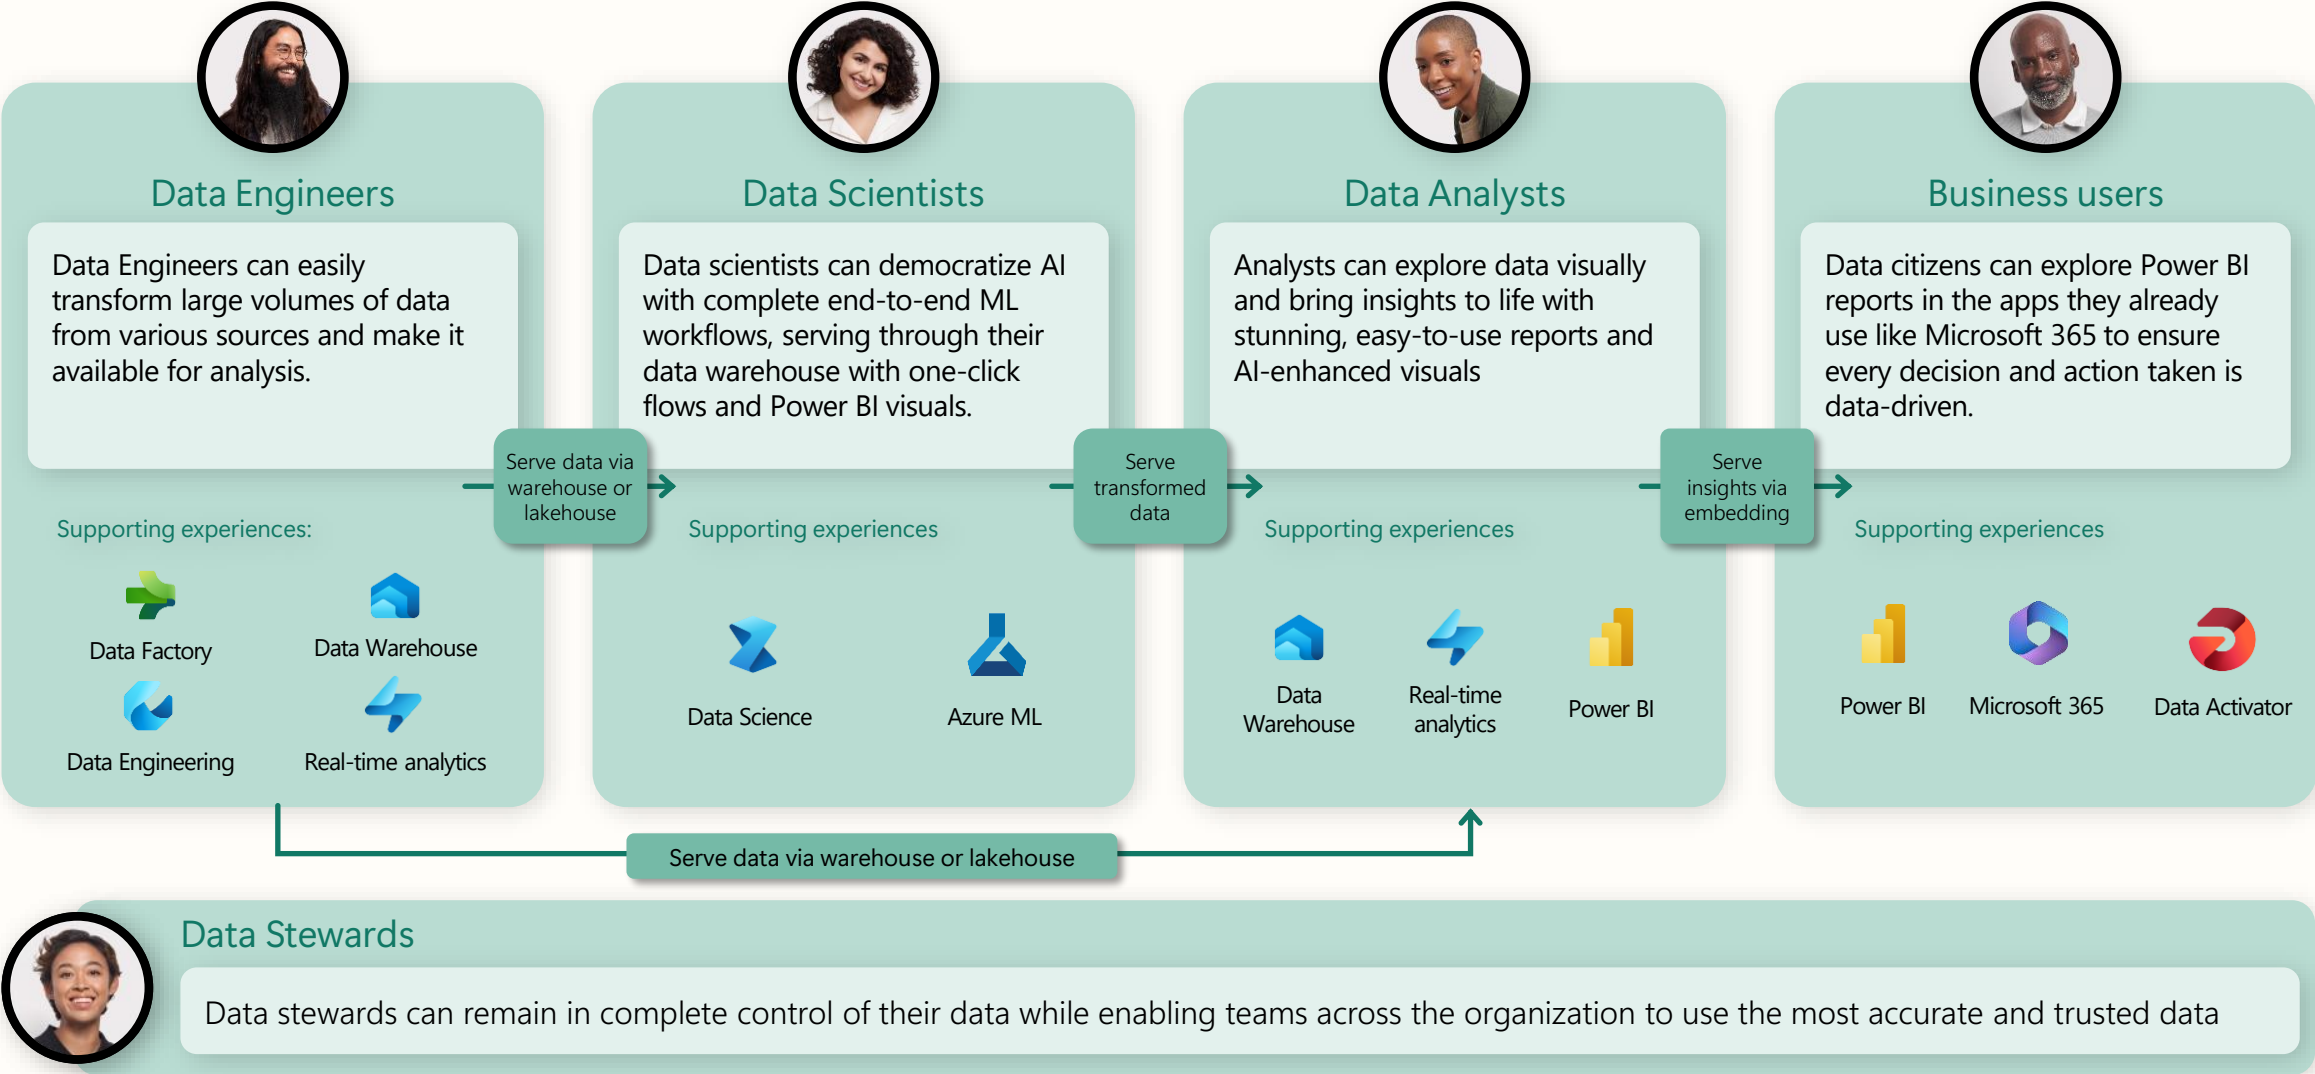 Data Engineers
Data Engineers can easily
transform large volumes of data
from various sources and make it
available for analysis.
Supporting experiences:
Data Factory
Data Warehouse
Data Engineering
Real-time analytics
Serve data via
warehouse or
lakehouse
Data Scientists
Data scientists can democratize AI
with complete end-to-end ML
workflows, serving through their
data warehouse with one-click
flows and Power BI visuals.
Supporting experiences
Data Science
Azure ML
Serve
transformed
data
Data Analysts
Analysts can explore data visually
and bring insights to life with
stunning, easy-to-use reports and
AI-enhanced visuals
Supporting experiences
Data
Warehouse
Real-time
analytics
Power BI
Serve
insights via
embedding
Business users
Data citizens can explore Power BI
reports in the apps they already
use like Microsoft 365 to ensure
every decision and action taken is
data-driven.
Supporting experiences
Power BI
Microsoft 365
Data Activator
Serve data via warehouse or lakehouse
Data Stewards
Data stewards can remain in complete control of their data while enabling teams across the organization to use the most accurate and trusted data